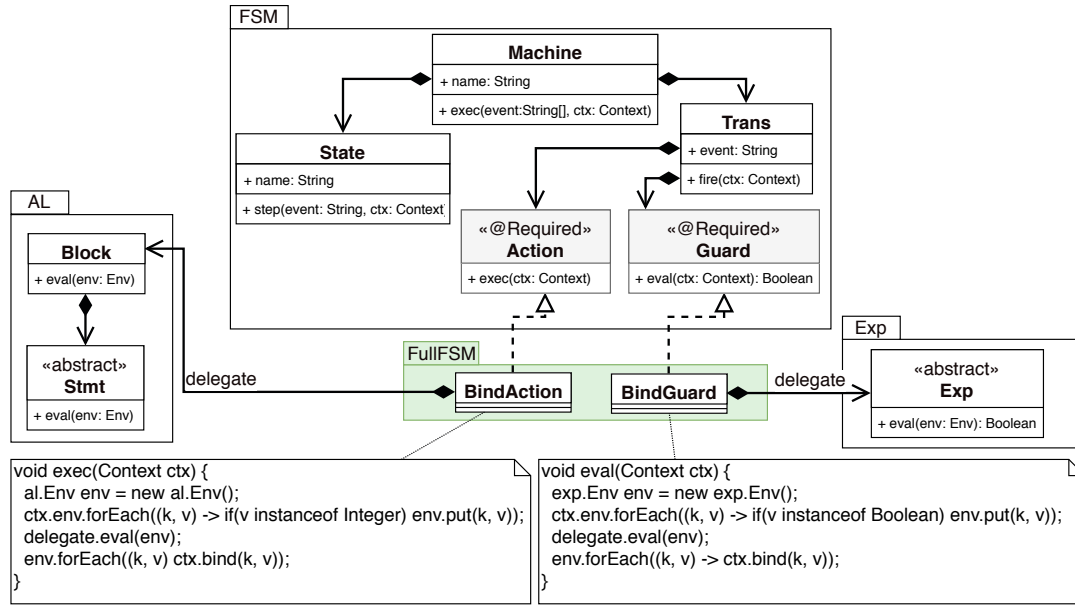 FSM
Machine
+ name: String
+ exec(event:String[], ctx: Context)
Trans
+ event: String
+ fire(ctx: Context)
State
+ name: String
+ step(event: String, ctx: Context
«@Required»
Action
+ exec(ctx: Context)
«@Required»
Guard
+ eval(ctx: Context): Boolean
AL
Block
+ eval(env: Env)
«abstract»
Stmt
+ eval(env: Env)
delegate
FullFSM
BindAction
BindGuard
delegate
Exp
«abstract»
Exp
+ eval(env: Env): Boolean
void exec(Context ctx) {
al.Env env = new al.Env();
ctx.env.forEach((k, v) -> if(v instanceof Integer) env.put(k, v));
delegate.eval(env);
env.forEach((k, v) ctx.bind(k, v));
}
void eval(Context ctx) {
exp.Env env = new exp.Env();
ctx.env.forEach((k, v) -> if(v instanceof Boolean) env.put(k, v));
delegate.eval(env);
env.forEach((k, v) -> ctx.bind(k, v));
}